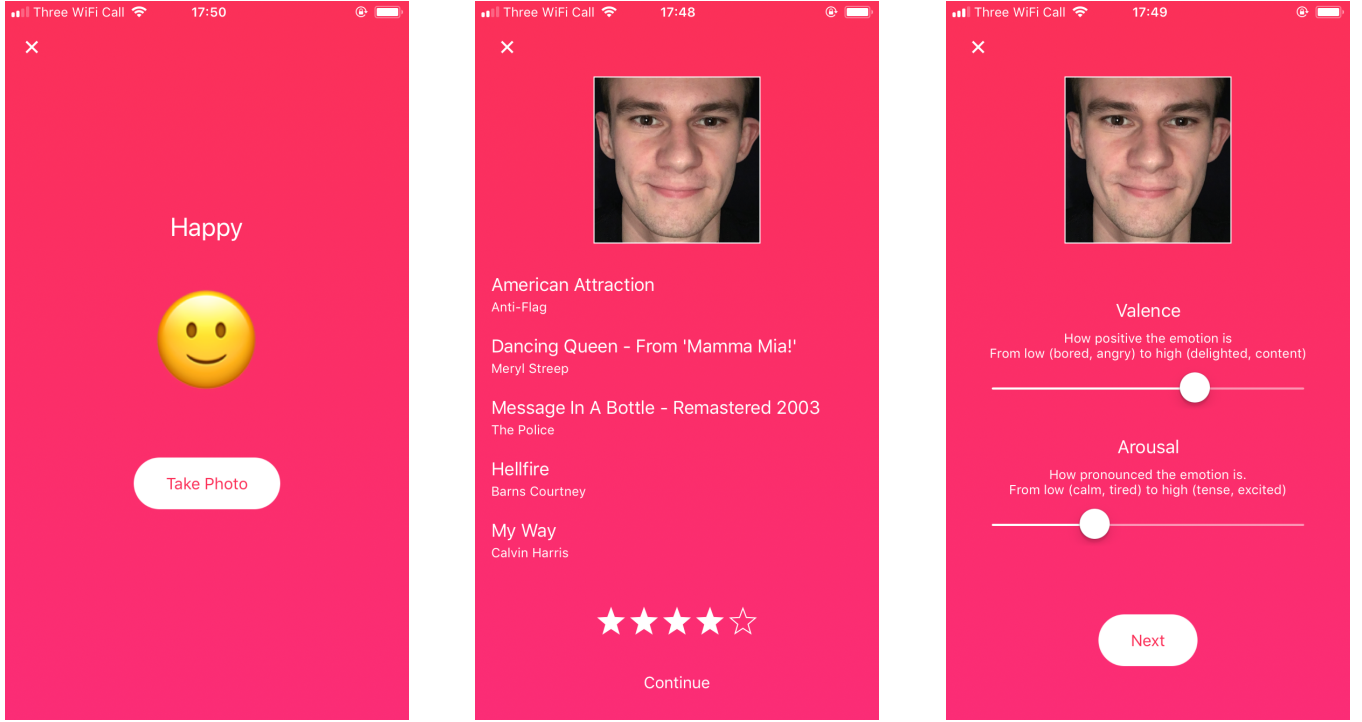 Three WiFi Call 17:50
Happy
Take Photo
Three WiFi Call 17:48
American Attraction
Anti-Flag
Dancing Queen - From 'Mamma Mia!'
Meryl Streep
Message In A Bottle - Remastered 2003
The Police
Hellfire
Barns Courtney
My Way
Calvin Harris
Continue
Three WiFi Call 17:49
Valence
How positive the emotion is
From low (bored, angry) to high (delighted, content)
Arousal
How pronounced the emotion is.
From low (calm, tired) to high (tense, excited)
Next